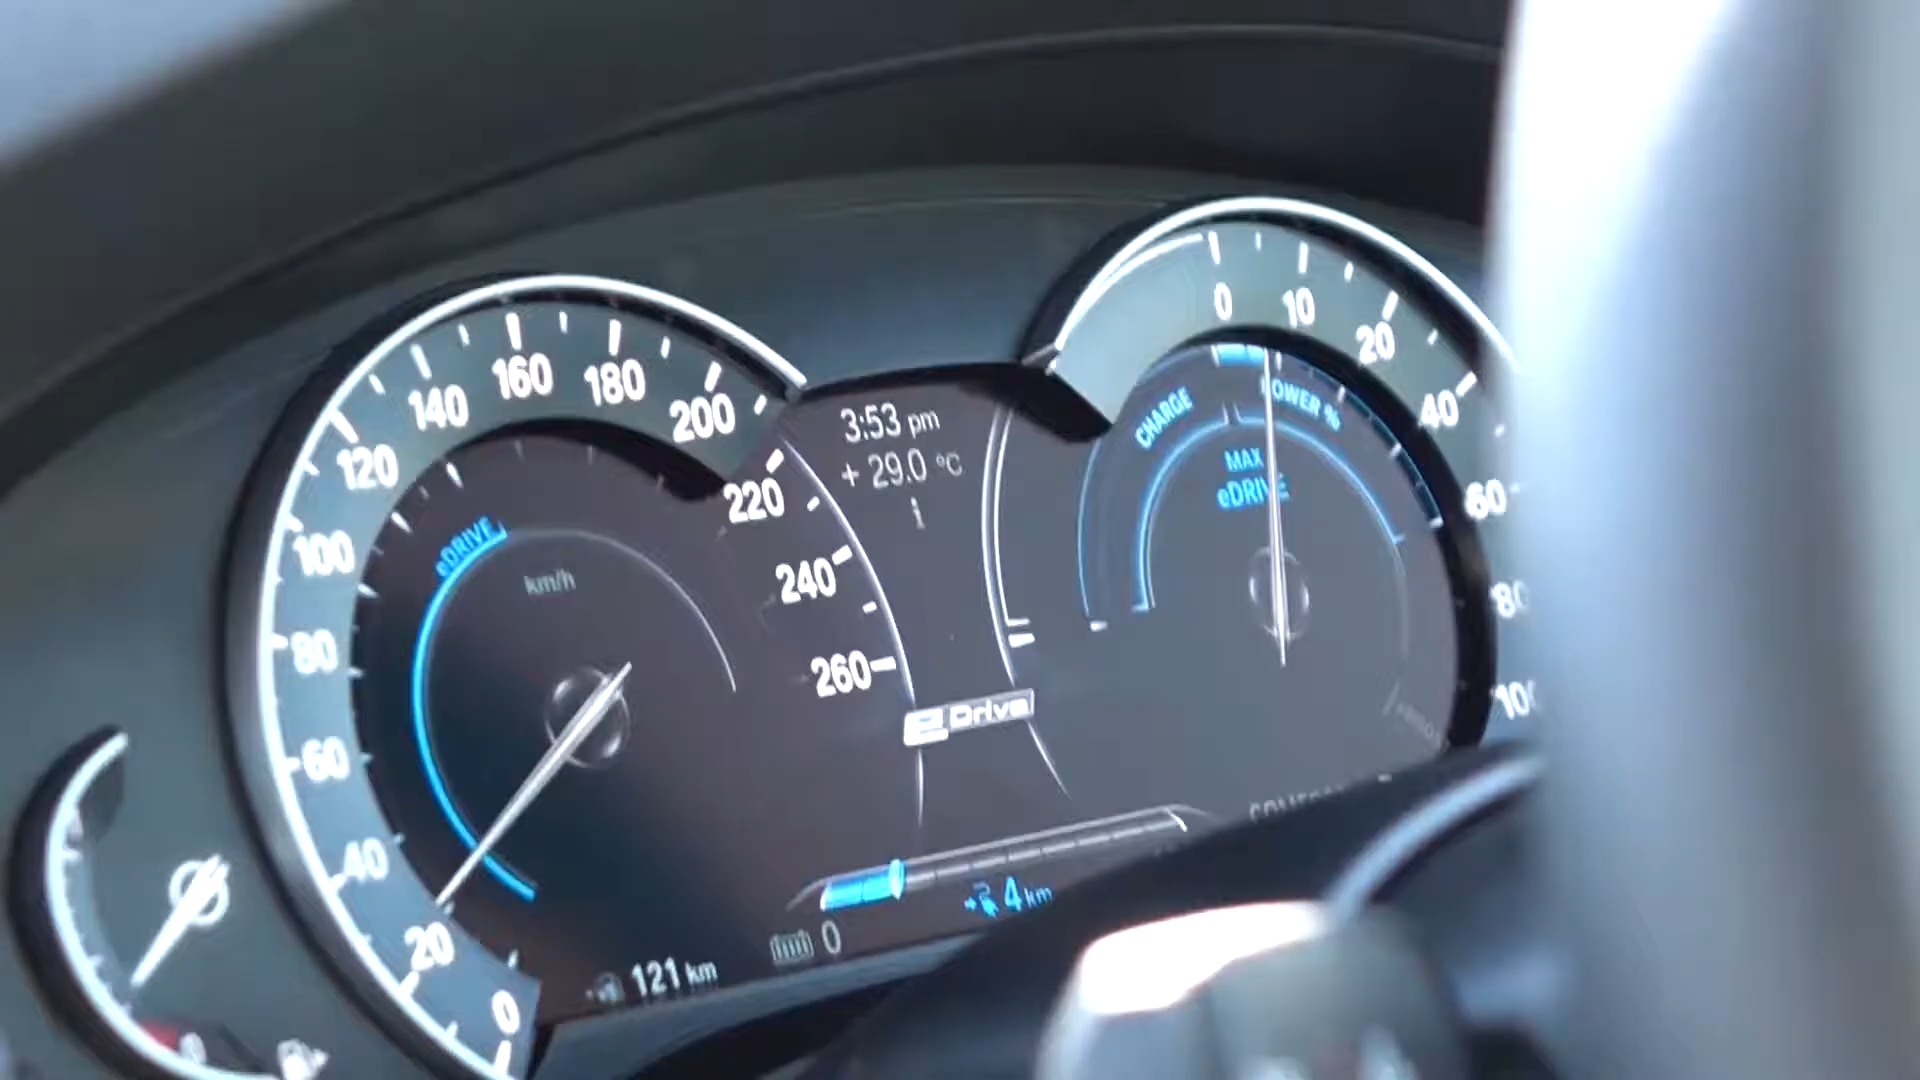 0
20
40
60
80
100
120
140
160
180
200
220
240
260
eDRIVE
km/h
3:53 pm
+ 29.0 °C
i
eDrive
0 10 20 40 60
CHARGE
POWER %
MAX
eDRIVE
4 km
121 km
0
0